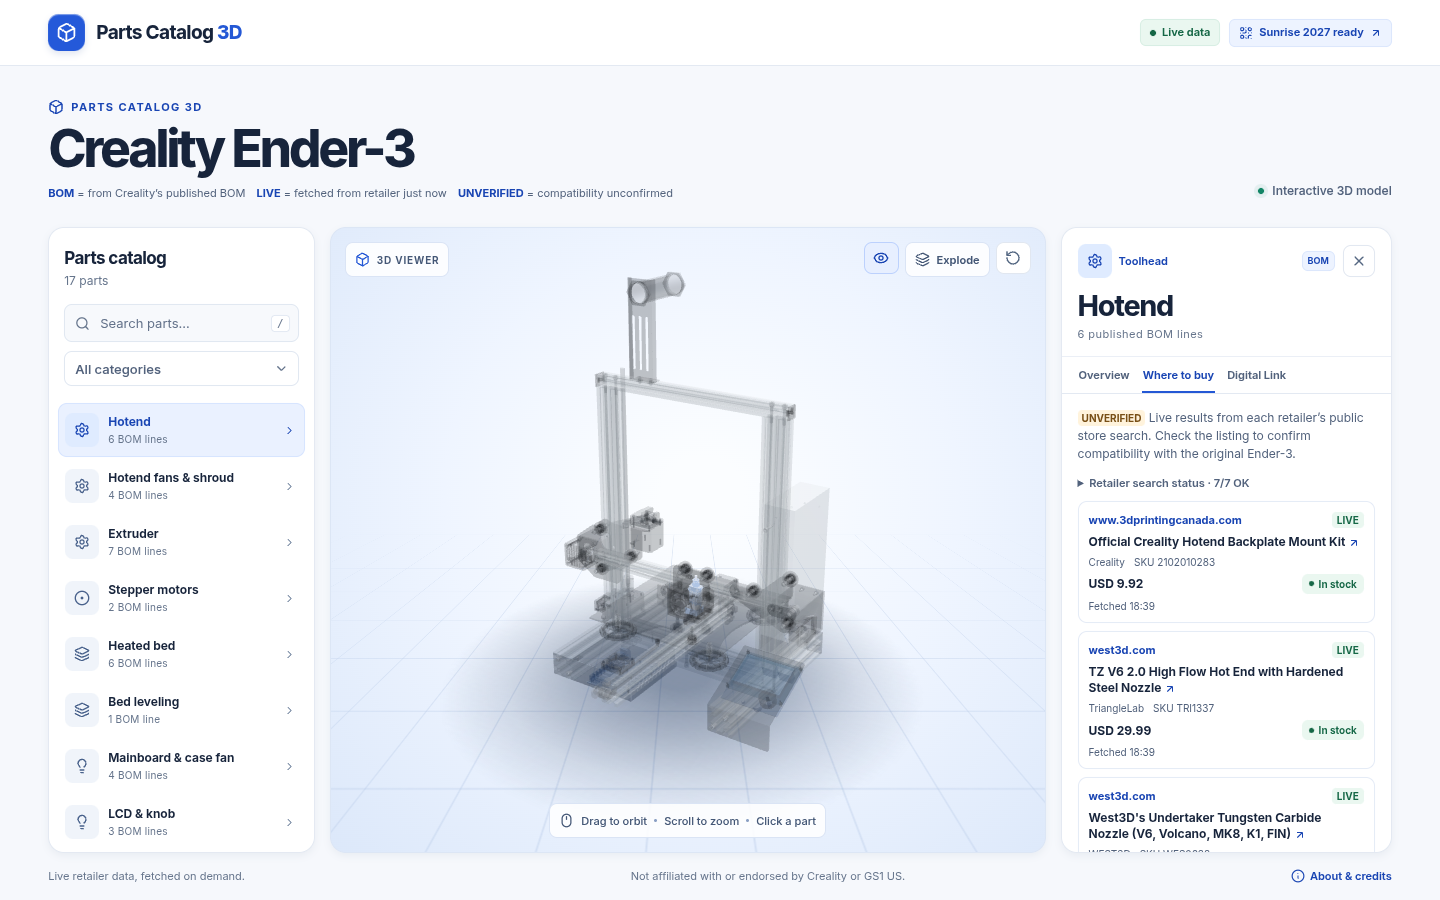 Parts Catalog 3D
Live data
Sunrise 2027 ready
PARTS CATALOG 3D
Creality Ender-3
BOM = from Creality's published BOM LIVE = fetched from retailer just now UNVERIFIED = compatibility unconfirmed
Interactive 3D model
Parts catalog
17 parts
Search parts...
/
All categories
Hotend
6 BOM lines
Hotend fans & shroud
4 BOM lines
Extruder
7 BOM lines
Stepper motors
2 BOM lines
Heated bed
6 BOM lines
Bed leveling
1 BOM line
Mainboard & case fan
4 BOM lines
LCD & knob
3 BOM lines
3D VIEWER
Explode
Drag to orbit • Scroll to zoom • Click a part
Toolhead
BOM
Hotend
6 published BOM lines
Overview Where to buy Digital Link
UNVERIFIED Live results from each retailer's public
store search. Check the listing to confirm
compatibility with the original Ender-3.
Retailer search status · 7/7 OK
www.3dprintingcanada.com LIVE
Official Creality Hotend Backplate Mount Kit
Creality SKU 2102010283
USD 9.92 In stock
Fetched 18:39
west3d.com LIVE
TZ V6 2.0 High Flow Hot End with Hardened
Steel Nozzle
TriangleLab SKU TRI1337
USD 29.99 In stock
Fetched 18:39
west3d.com LIVE
West3D's Undertaker Tungsten Carbide
Nozzle (V6, Volcano, MK8, K1, FIN)
Live retailer data, fetched on demand.
Not affiliated with or endorsed by Creality or GS1 US.
About & credits